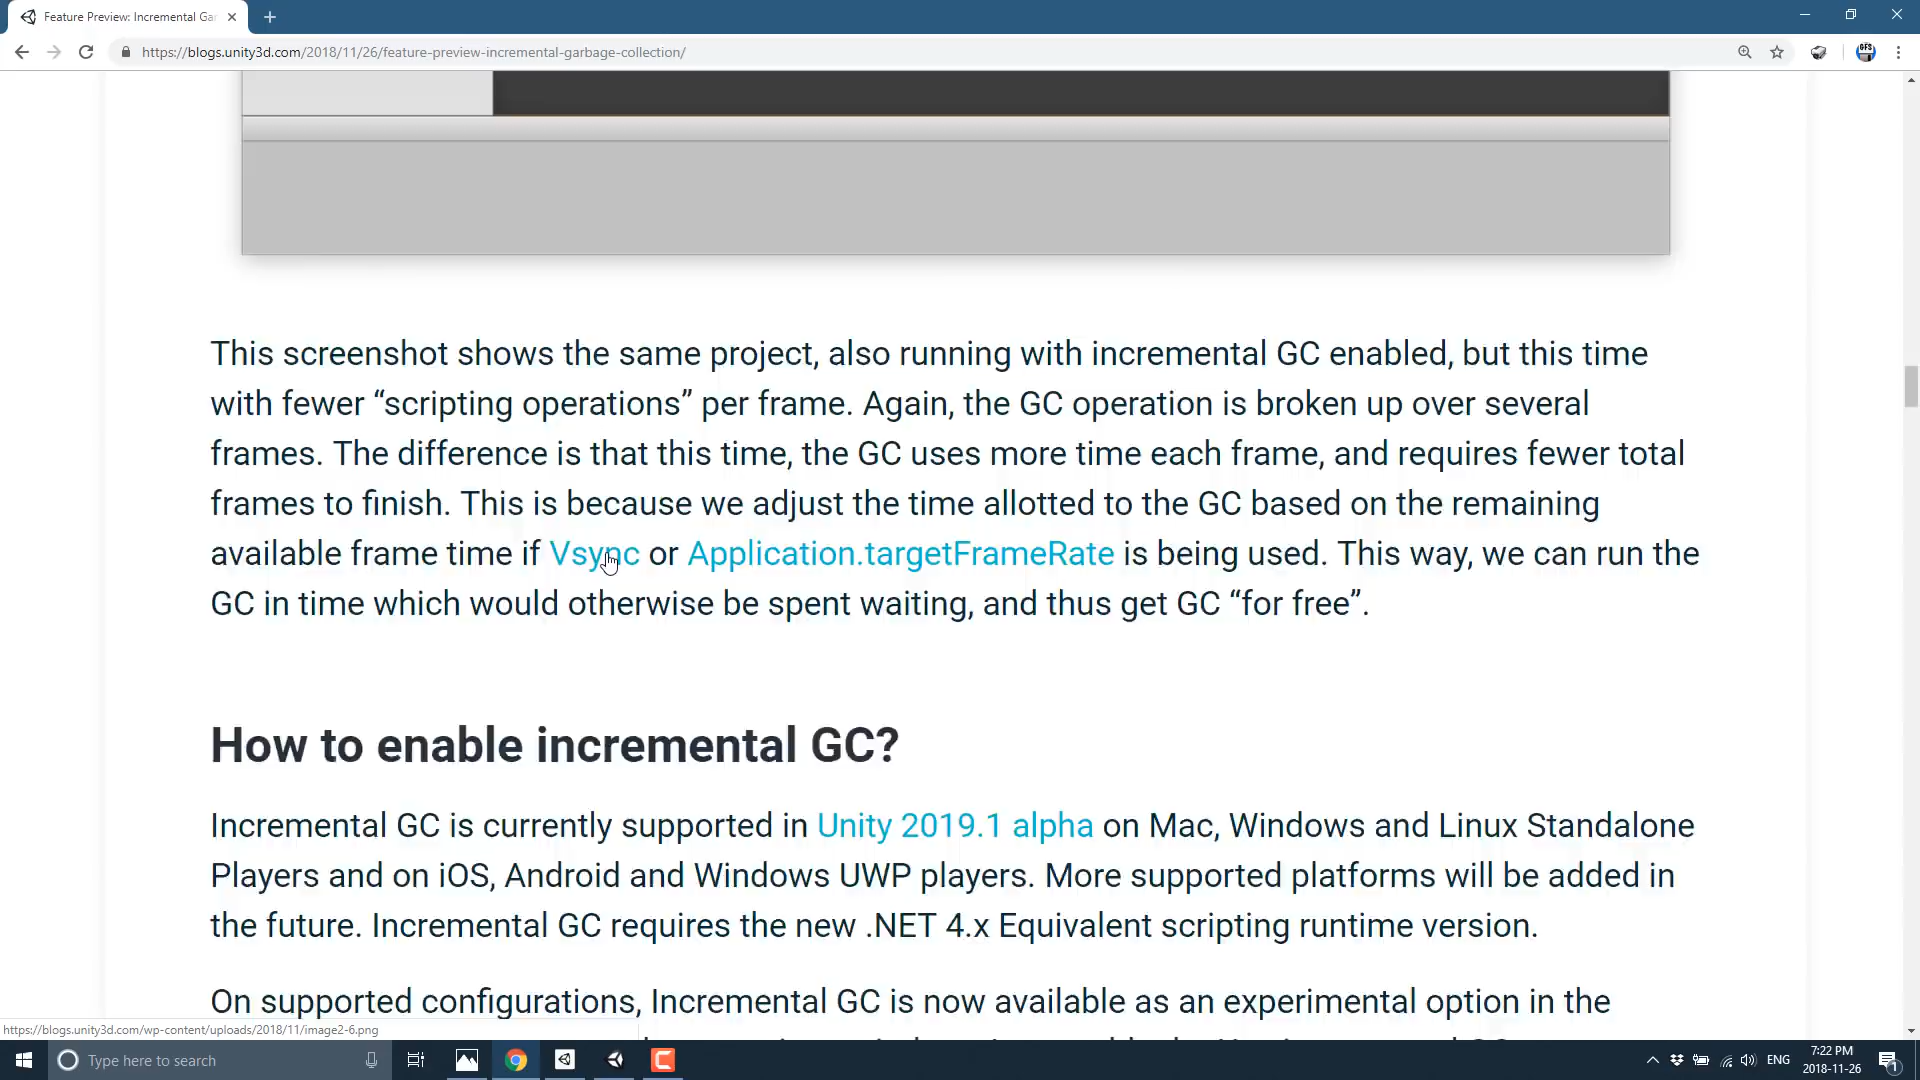 Feature Preview: Incremental Gar
https://blogs.unity3d.com/2018/11/26/feature-preview-incremental-garbage-collection/
This screenshot shows the same project, also running with incremental GC enabled, but this time
with fewer “scripting operations” per frame. Again, the GC operation is broken up over several
frames. The difference is that this time, the GC uses more time each frame, and requires fewer total
frames to finish. This is because we adjust the time allotted to the GC based on the remaining
available frame time if Vsync or Application.targetFrameRate is being used. This way, we can run the
GC in time which would otherwise be spent waiting, and thus get GC “for free”.
How to enable incremental GC?
Incremental GC is currently supported in Unity 2019.1 alpha on Mac, Windows and Linux Standalone
Players and on iOS, Android and Windows UWP players. More supported platforms will be added in
the future. Incremental GC requires the new .NET 4.x Equivalent scripting runtime version.
On supported configurations, Incremental GC is now available as an experimental option in the
https://blogs.unity3d.com/wp-content/uploads/2018/11/image2-6.png
Type here to search
ENG
7:22 PM
2018-11-26